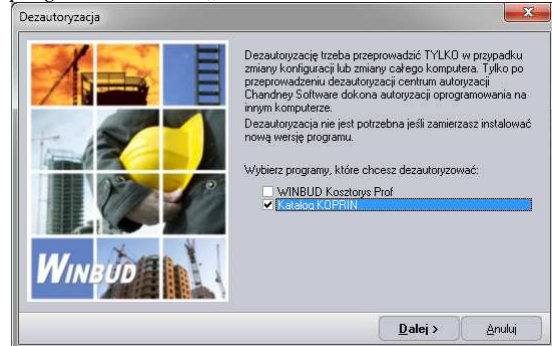 Dezautoryzacja
Dezautoryzację trzeba przeprowadzić TYLKO w przypadku
zmiany konfiguracji lub zmiany całego komputera. Tylko po
przeprowadzeniu dezautoryzacji centrum autoryzacji
Chandney Software dokona autoryzacji oprogramowania na
innym komputerze.
Dezautoryzacja nie jest potrzebna jeśli zamierzasz instalować
nową wersję programu.
Wybierz programy, które chcesz dezautoryzować:
WINBUD Kosztorys Prof
Katalog KOPRIN
WINBUD
Dalej >
Anuluj